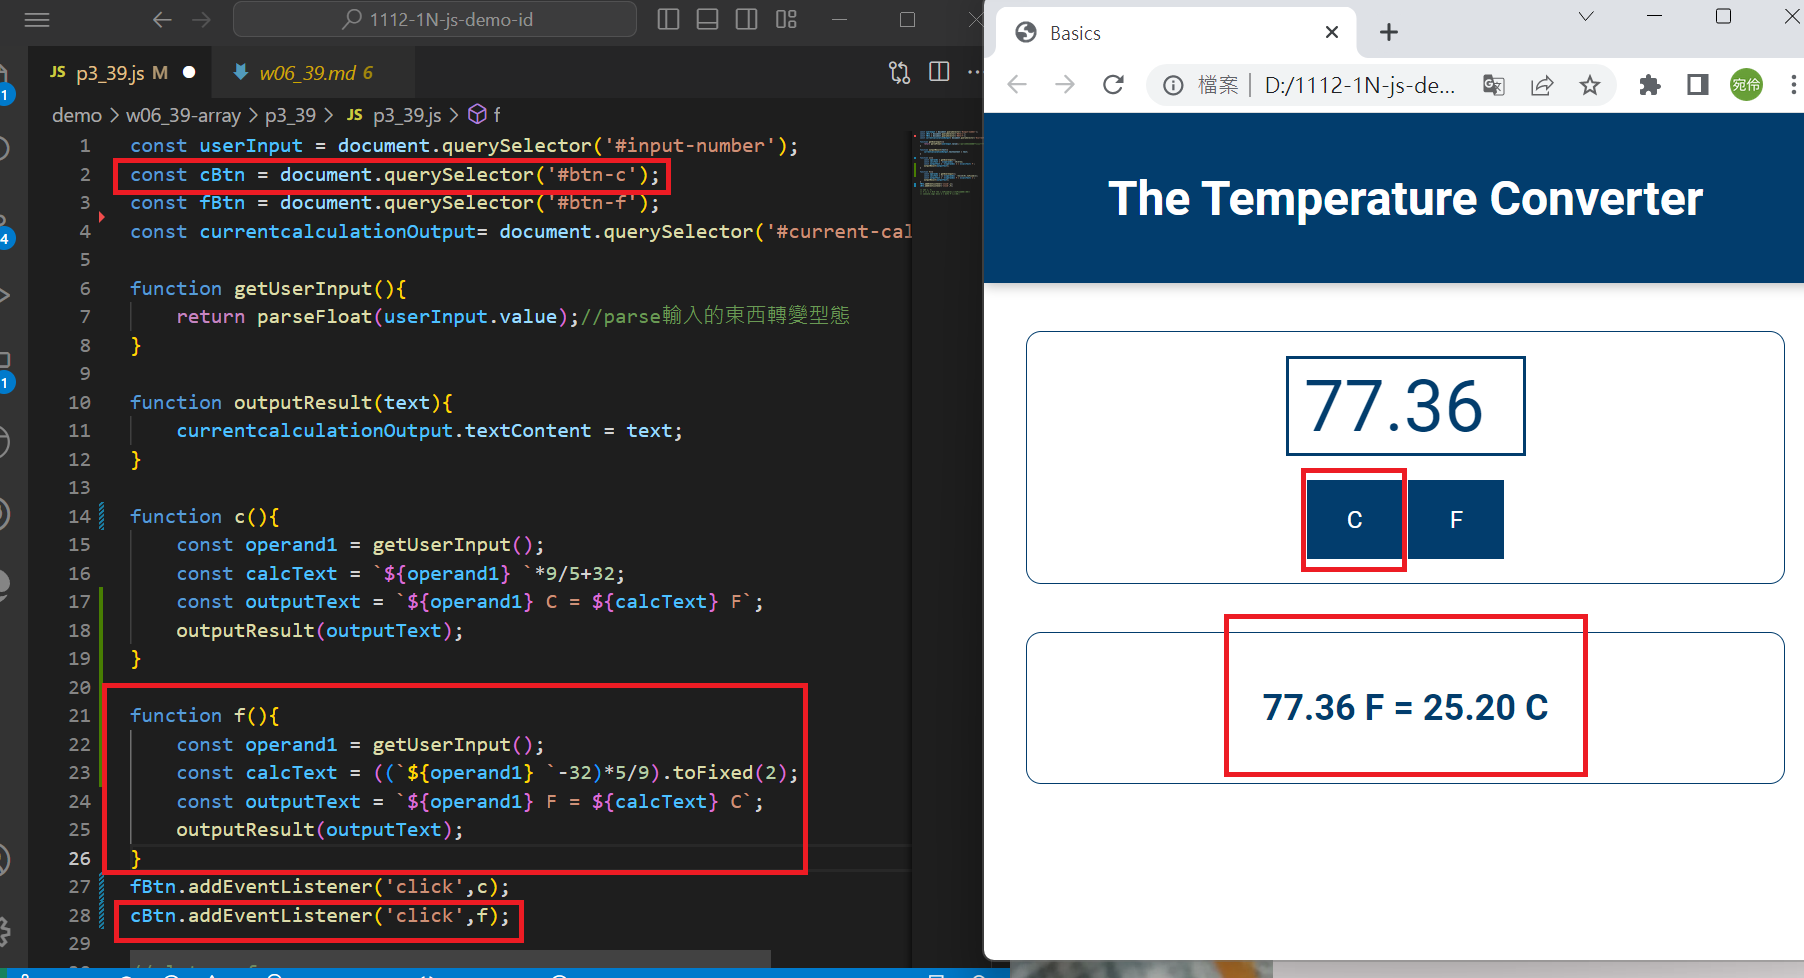 1112-1N-js-demo-id
JS p3_39.js M
w06_39.md 6
demo > w06_39-array > p3_39 > JS p3_39.js > f
1 const userInput = document.querySelector('#input-number');
2 const cBtn = document.querySelector('#btn-c');
3 const fBtn = document.querySelector('#btn-f');
4 const currentcalculationOutput= document.querySelector('#current-cal
5
6 function getUserInput(){
7 return parseFloat(userInput.value);//parse輸入的東西轉變型態
8 }
9
10 function outputResult(text){
11 currentcalculationOutput.textContent = text;
12 }
13
14 function c(){
15 const operand1 = getUserInput();
16 const calcText = `${operand1} `*9/5+32;
17 const outputText = `${operand1} C = ${calcText} F`;
18 outputResult(outputText);
19 }
20
21 function f(){
22 const operand1 = getUserInput();
23 const calcText = ((`${operand1} `-32)*5/9).toFixed(2);
24 const outputText = `${operand1} F = ${calcText} C`;
25 outputResult(outputText);
26 }
27 fBtn.addEventListener('click',c);
28 cBtn.addEventListener('click',f);
29
1
4
1
Basics
檔案 | D:/1112-1N-js-de...
宛伶
The Temperature Converter
77.36
C F
77.36 F = 25.20 C